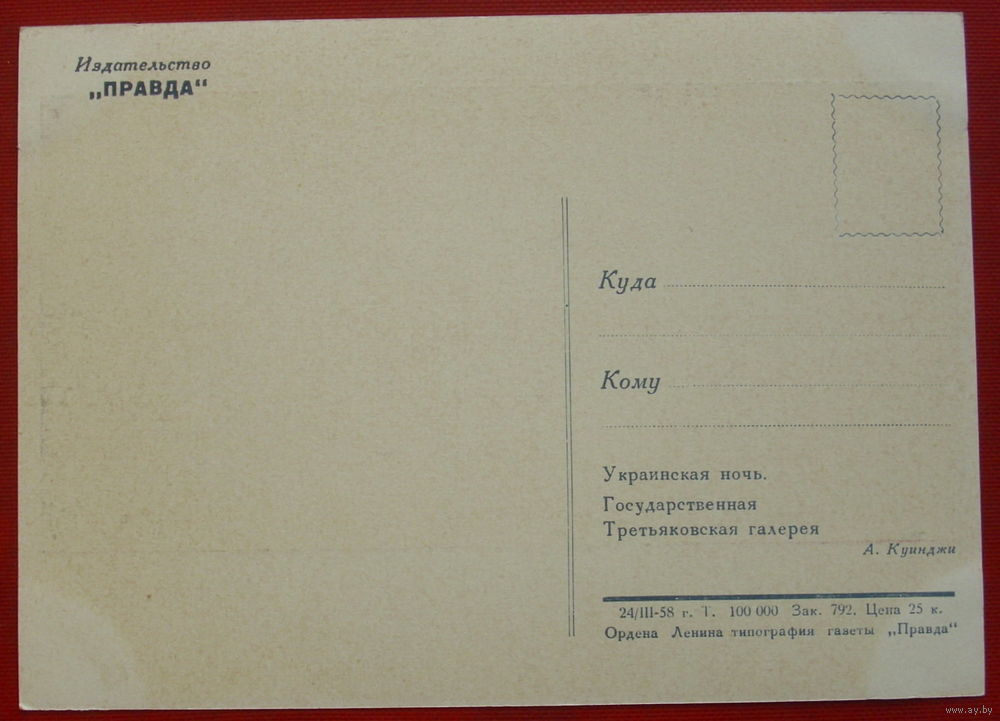 Издательство
„ПРАВДА“
Куда
Кому
Украинская ночь.
Государственная
Третьяковская галерея
А. Куинджи
24/III-58 г. Т. 100 000 Зак. 792. Цена 25 к.
Ордена Ленина типография газеты „Правда“
www.ay.by